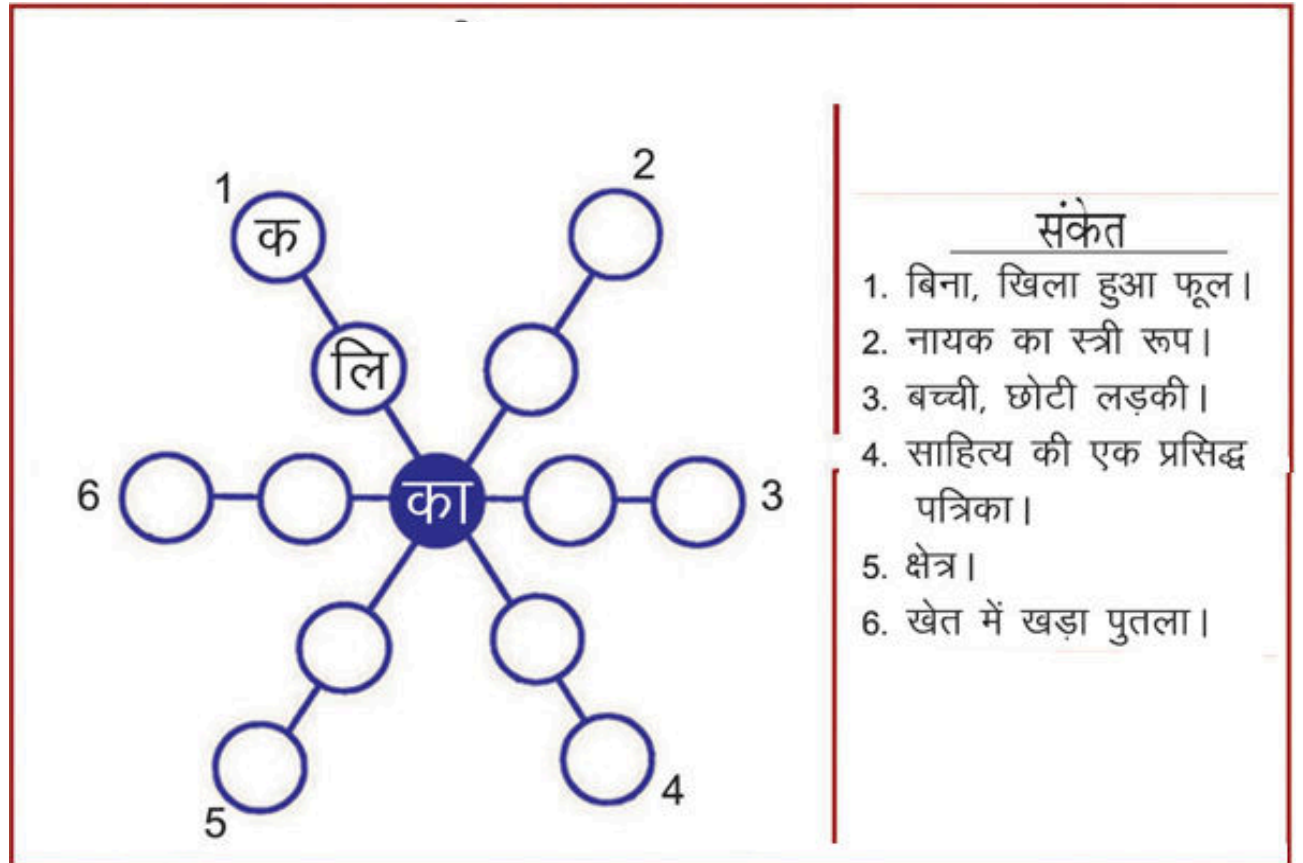 1
क
लि
2
6
का
3
5
4
संकेत
1. बिना, खिला हुआ फूल।
2. नायक का स्त्री रूप।
3. बच्ची, छोटी लड़की।
4. साहित्य की एक प्रसिद्ध
पत्रिका।
5. क्षेत्र।
6. खेत में खड़ा पुतला।